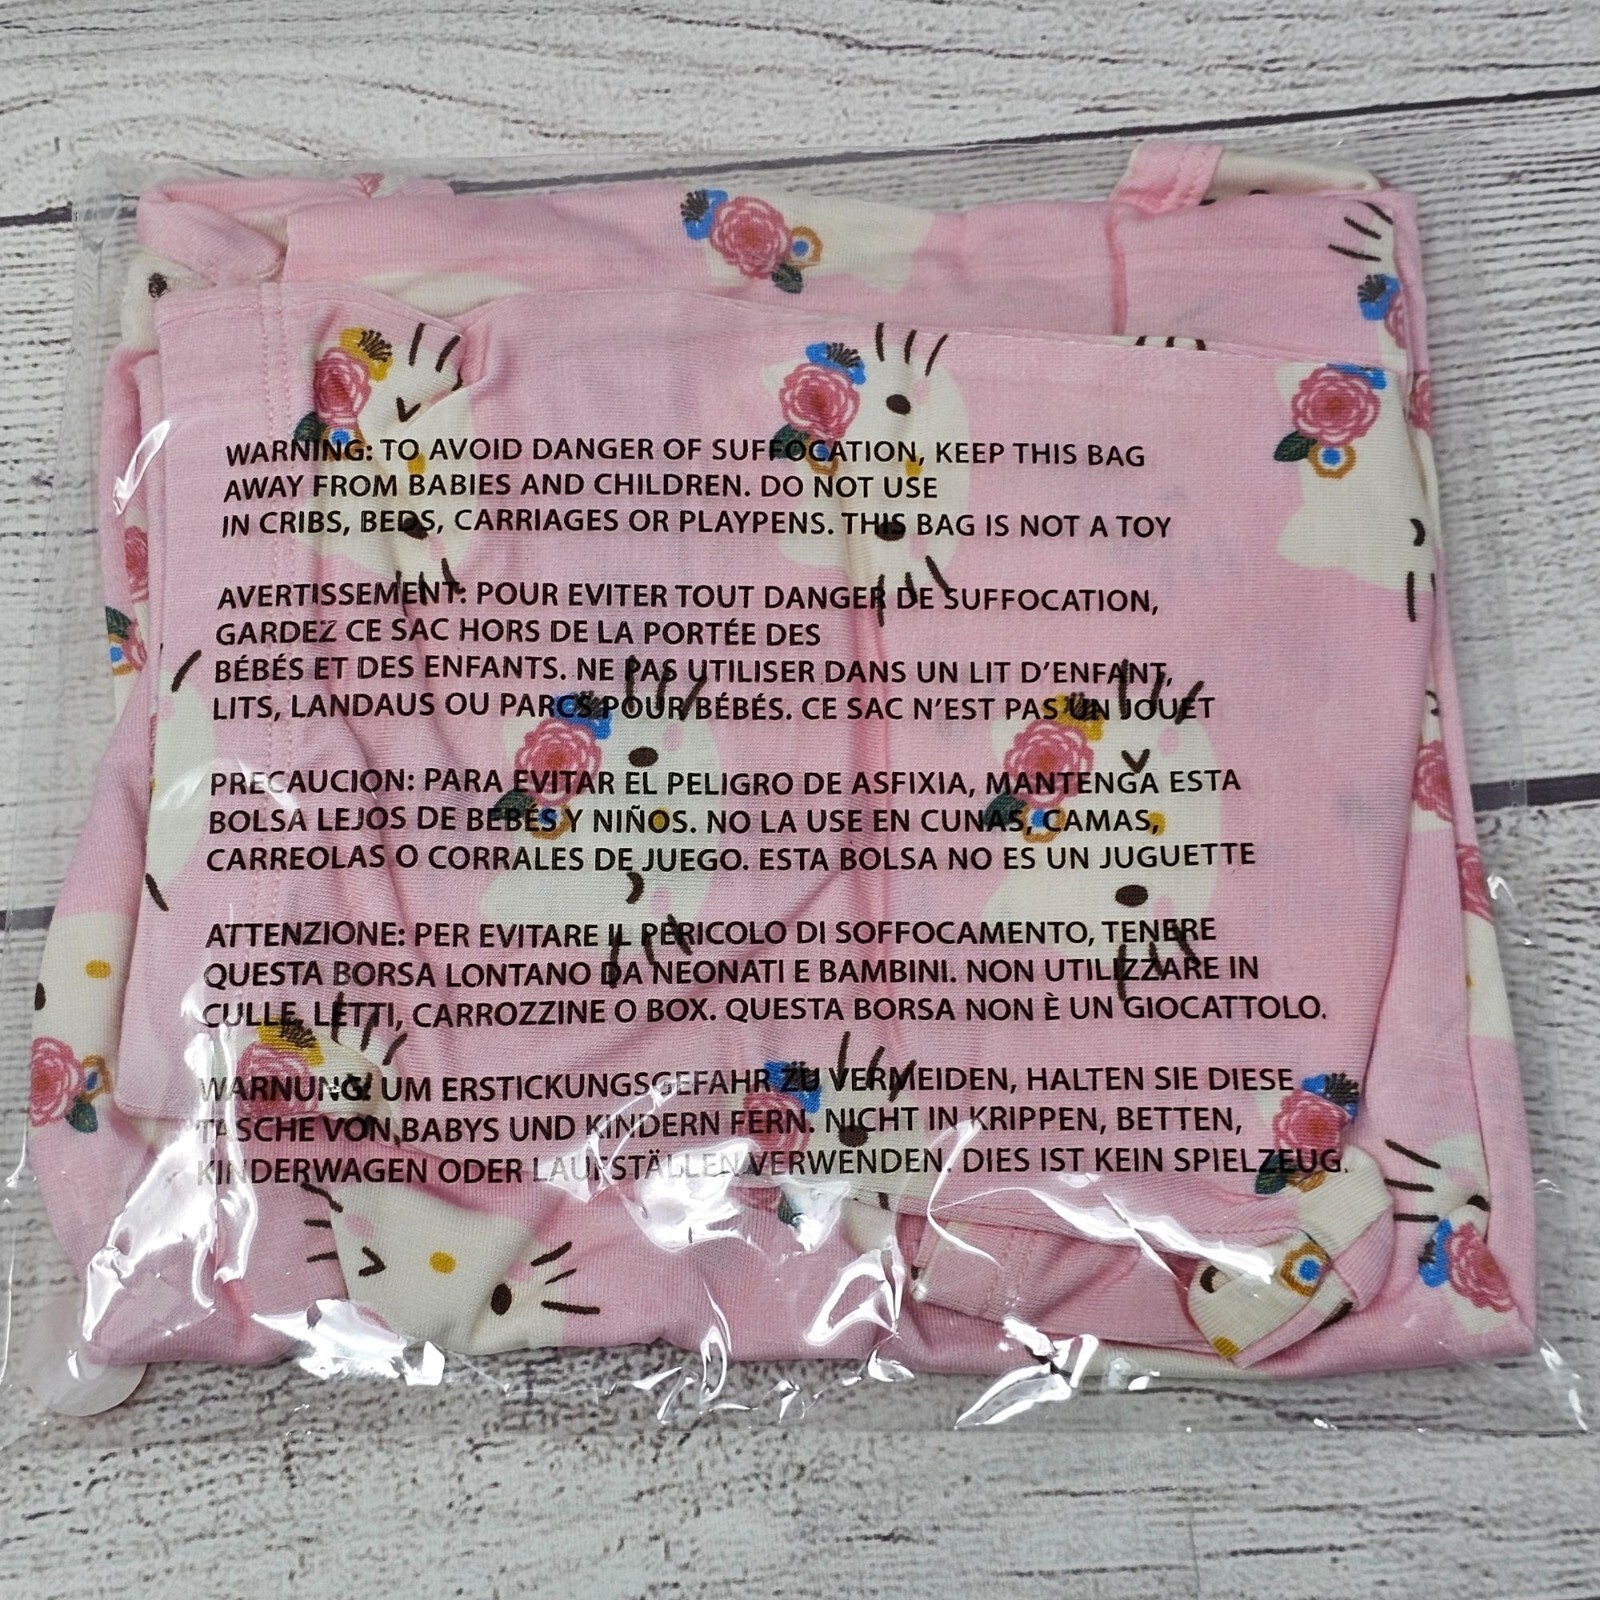 WARNING: TO AVOID DANGER OF SUFFOCATION, KEEP THIS BAG
AWAY FROM BABIES AND CHILDREN. DO NOT USE
IN CRIBS, BEDS, CARRIAGES OR PLAYPENS. THIS BAG IS NOT A TOY
AVERTISSEMENT: POUR EVITER TOUT DANGER DE SUFFOCATION,
GARDEZ CE SAC HORS DE LA PORTÉE DES
BÉBÉS ET DES ENFANTS. NE PAS UTILISER DANS UN LIT D'ENFANT,
LITS, LANDAUS OU PARCS POUR BÉBÉS. CE SAC N'EST PAS UN JOUET
PRECAUCION: PARA EVITAR EL PELIGRO DE ASFIXIA, MANTENGA ESTA
BOLSA LEJOS DE BEBÉS Y NIÑOS. NO LA USE EN CUNAS, CAMAS,
CARREOLAS O CORRALES DE JUEGO. ESTA BOLSA NO ES UN JUGUETTE
ATTENZIONE: PER EVITARE IL PERICOLO DI SOFFOCAMENTO, TENERE
QUESTA BORSA LONTANO DA NEONATI E BAMBINI. NON UTILIZZARE IN
CULLE, LETTI, CARROZZINE O BOX. QUESTA BORSA NON È UN GIOCATTOLO.
WARNUNG! UM ERSTICKUNGSGEFAHR ZU VERMEIDEN, HALTEN SIE DIESE
TASCHE VON BABYS UND KINDERN FERN. NICHT IN KRIPPEN, BETTEN,
KINDERWAGEN ODER LAUFSTÄLLEN VERWENDEN. DIES IST KEIN SPIELZEUG.